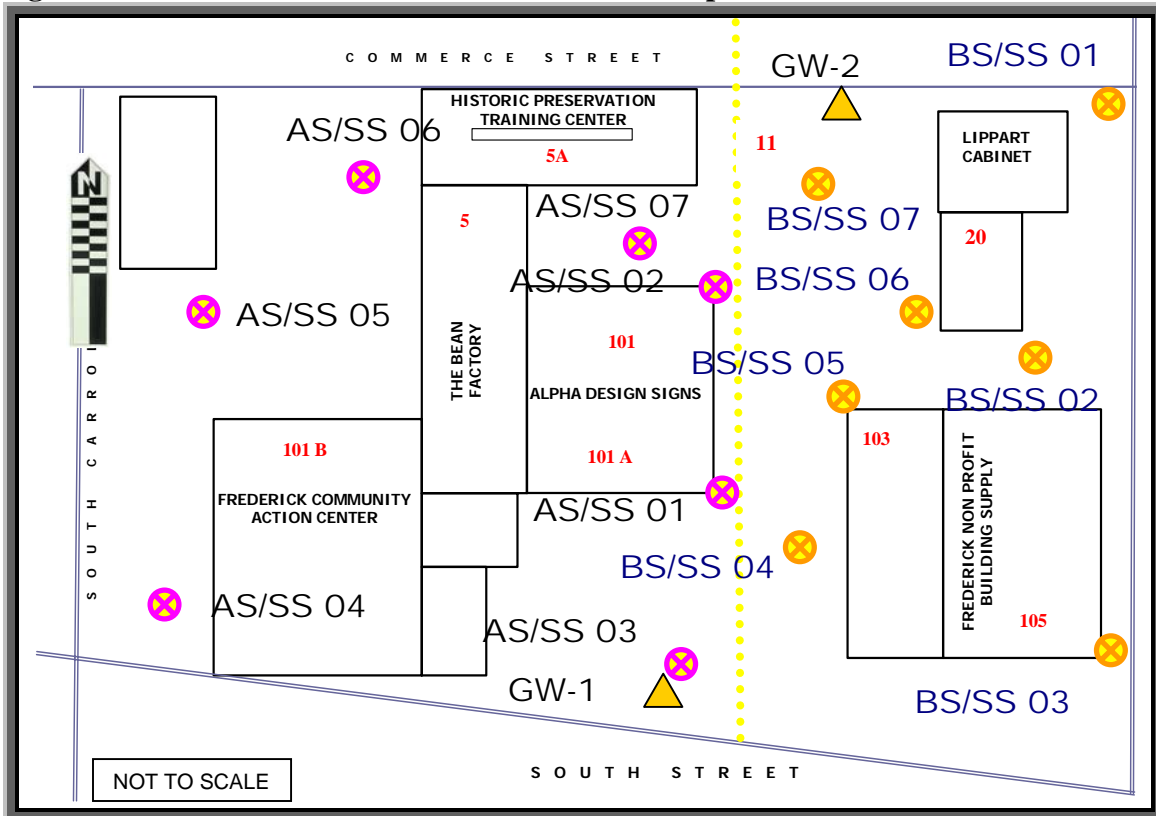 COMMERCE STREET
GW-2
BS/SS 01
HISTORIC PRESERVATION
TRAINING CENTER
5A
AS/SS 06
11
LIPPART
CABINET
N
5
AS/SS 07
BS/SS 07
20
AS/SS 02
BS/SS 06
AS/SS 05
THE BEAN
FACTORY
101
BS/SS 05
ALPHA DESIGN SIGNS
BS/SS 02
SOUTH CARRO
101 B
101 A
103
FREDERICK COMMUNITY
ACTION CENTER
AS/SS 01
FREDERICK NON PROFIT
BUILDING SUPPLY
BS/SS 04
AS/SS 04
AS/SS 03
105
GW-1
BS/SS 03
NOT TO SCALE
SOUTH STREET